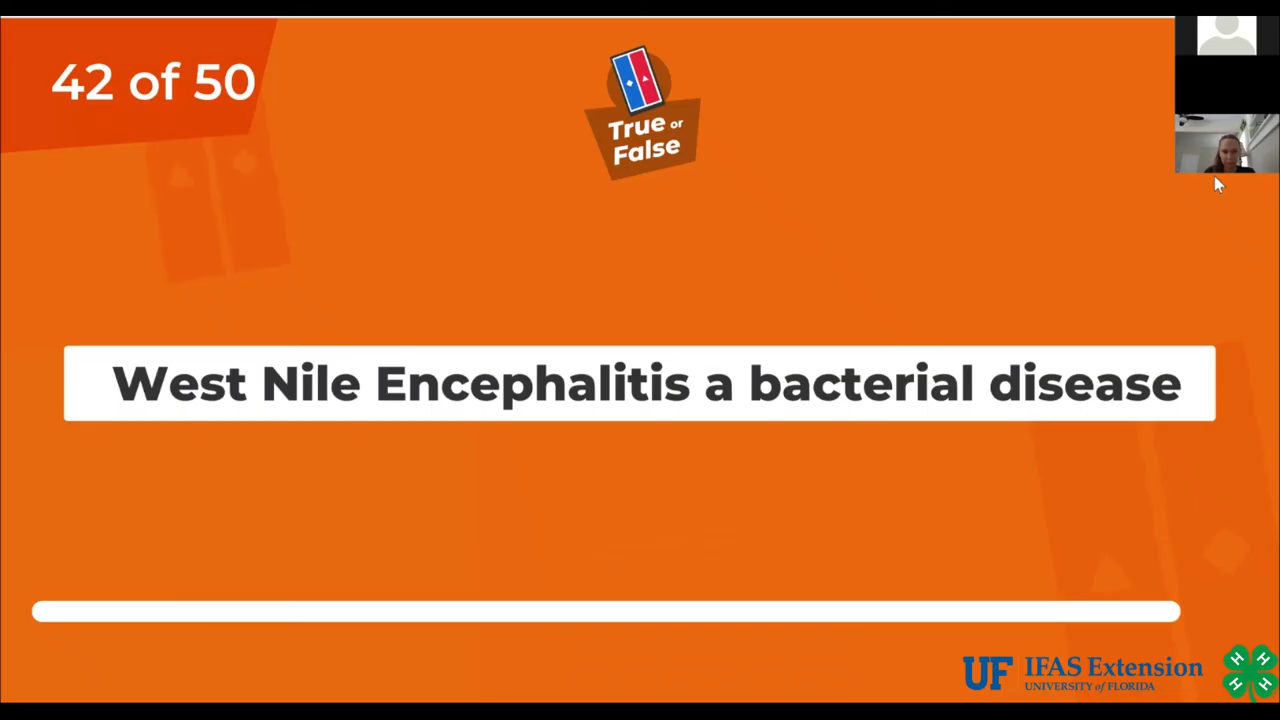 42 of 50
True or
False
West Nile Encephalitis a bacterial disease
UF IFAS Extension
UNIVERSITY of FLORIDA
H H
H H